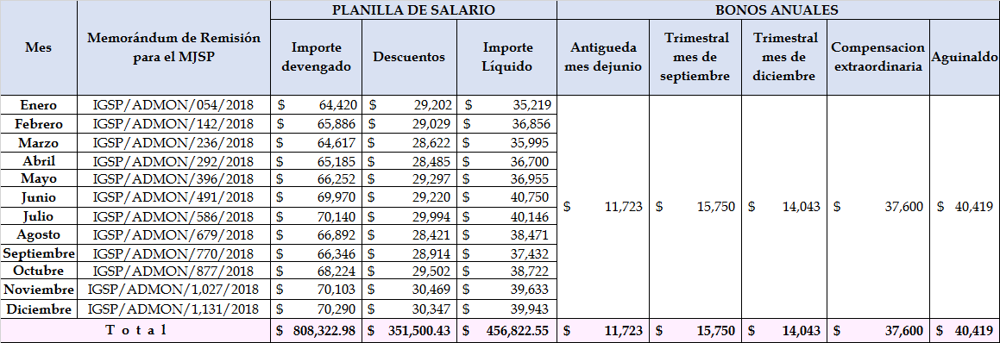 PLANILLA DE SALARIO BONOS ANUALES
Mes Memorándum de Remisión para el MJSP Importe devengado Descuentos Importe Líquido Antigueda mes dejunio Trimestral mes de septiembre Trimestral mes de diciembre Compensacion extraordinaria Aguinaldo
Enero IGSP/ADMON/054/2018 $ 64,420 $ 29,202 $ 35,219
Febrero IGSP/ADMON/142/2018 $ 65,886 $ 29,029 $ 36,856
Marzo IGSP/ADMON/236/2018 $ 64,617 $ 28,622 $ 35,995
Abril IGSP/ADMON/292/2018 $ 65,185 $ 28,485 $ 36,700
Mayo IGSP/ADMON/396/2018 $ 66,252 $ 29,297 $ 36,955
Junio IGSP/ADMON/491/2018 $ 69,970 $ 29,220 $ 40,750
$ 11,723 $ 15,750 $ 14,043 $ 37,600 $ 40,419
Julio IGSP/ADMON/586/2018 $ 70,140 $ 29,994 $ 40,146
Agosto IGSP/ADMON/679/2018 $ 66,892 $ 28,421 $ 38,471
Septiembre IGSP/ADMON/770/2018 $ 66,346 $ 28,914 $ 37,432
Octubre IGSP/ADMON/877/2018 $ 68,224 $ 29,502 $ 38,722
Noviembre IGSP/ADMON/1,027/2018 $ 70,103 $ 30,469 $ 39,633
Diciembre IGSP/ADMON/1,131/2018 $ 70,290 $ 30,347 $ 39,943
T o t a l $ 808,322.98 $ 351,500.43 $ 456,822.55 $ 11,723 $ 15,750 $ 14,043 $ 37,600 $ 40,419